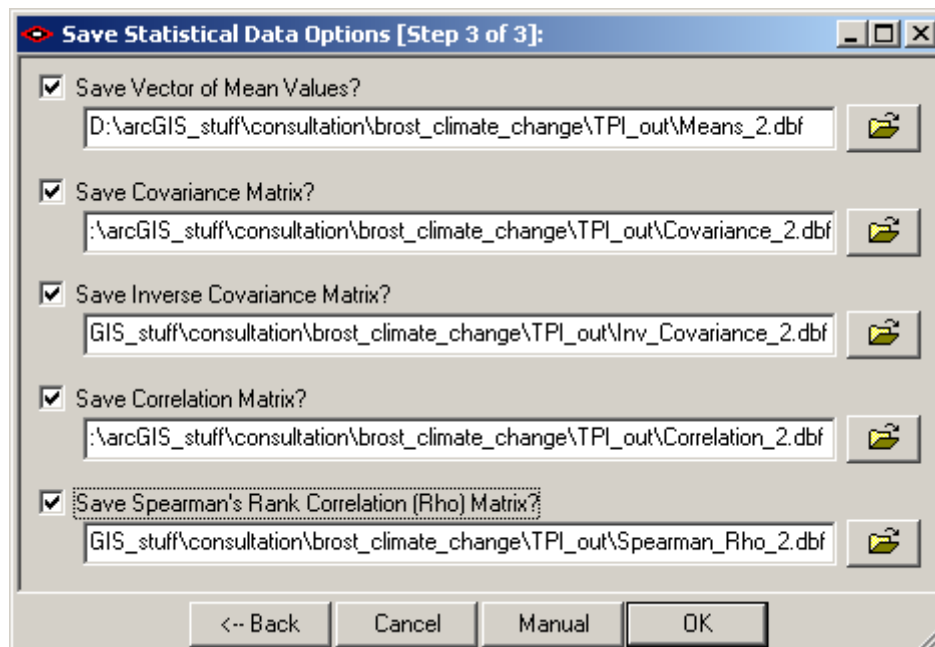 Save Statistical Data Options [Step 3 of 3]:
Save Vector of Mean Values?
D:\arcGIS_stuff\consultation\brost_climate_change\TPI_out\Means_2.dbf
Save Covariance Matrix?
:\arcGIS_stuff\consultation\brost_climate_change\TPI_out\Covariance_2.dbf
Save Inverse Covariance Matrix?
GIS_stuff\consultation\brost_climate_change\TPI_out\Inv_Covariance_2.dbf
Save Correlation Matrix?
:\arcGIS_stuff\consultation\brost_climate_change\TPI_out\Correlation_2.dbf
Save Spearman's Rank Correlation (Rho) Matrix?
GIS_stuff\consultation\brost_climate_change\TPI_out\Spearman_Rho_2.dbf
<-- Back Cancel Manual OK